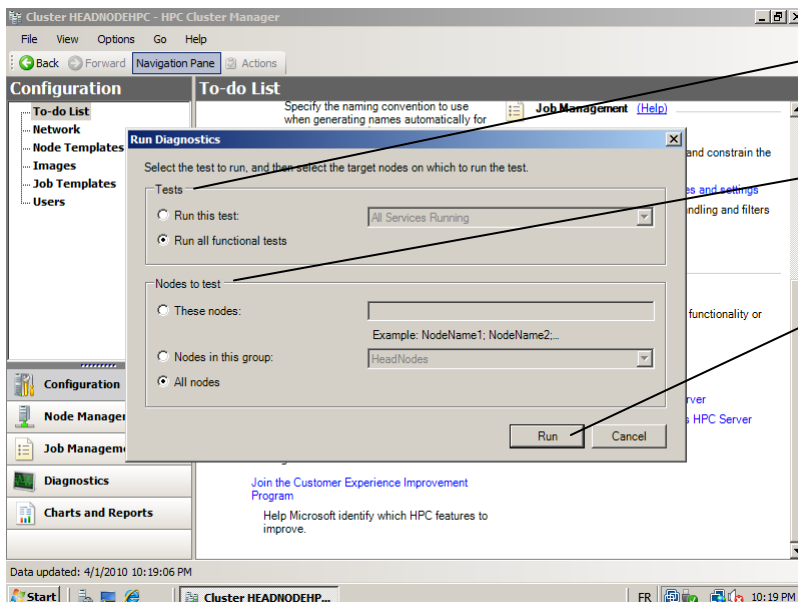 Cluster HEADNODEHPC - HPC Cluster Manager
File View Options Go Help
Back Forward Navigation Pane Actions
Configuration
To-do List
To-do List
Network
Node Templates
Images
Job Templates
Users
Specify the naming convention to use
when generating names automatically for
Job Management (Help)
and constrain the
es and settings
ndling and filters
functionality or
rver
s HPC Server
Run Diagnostics
Select the test to run, and then select the target nodes on which to run the test.
Tests
Run this test: All Services Running
Run all functional tests
Nodes to test
These nodes:
Example: NodeName1; NodeName2;...
Nodes in this group: HeadNodes
All nodes
Run Cancel
Configuration
Node Manager
Job Managem
Diagnostics
Charts and Reports
Join the Customer Experience Improvement
Program
Help Microsoft identify which HPC features to
improve.
Data updated: 4/1/2010 10:19:06 PM
Start Cluster HEADNODEHP... FR 10:19 PM